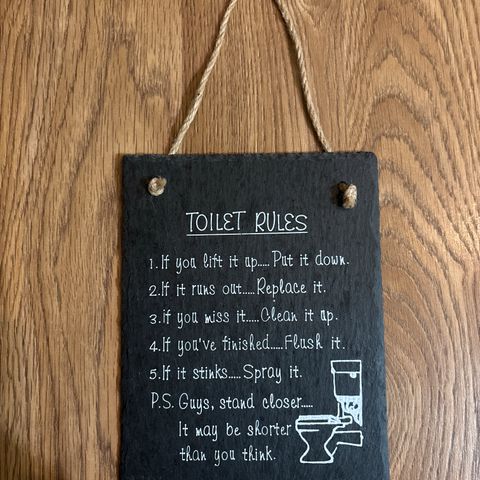 TOILET RULES
1. If you lift it up..... Put it down.
2. If it runs out..... Replace it.
3. if you miss it..... Clean it up.
4. If you've finished..... Flush it.
5. If it stinks..... Spray it.
P.S. Guys, stand closer.....
It may be shorter
than you think.